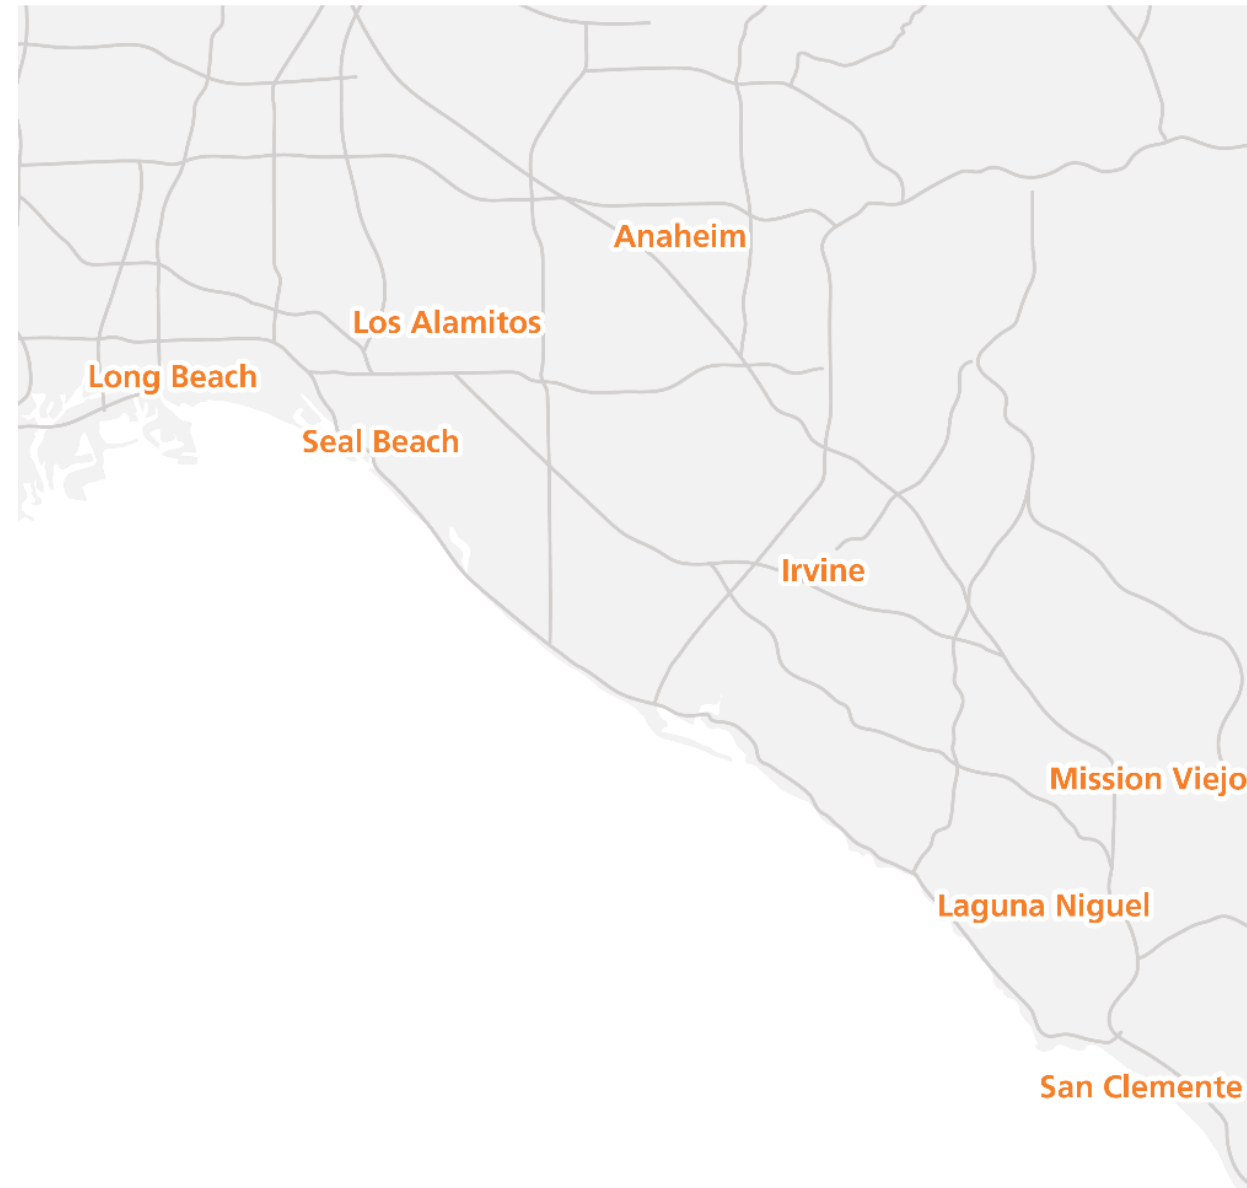 Anaheim
Los Alamitos
Long Beach
Seal Beach
Irvine
Mission Viejo
Laguna Niguel
San Clemente